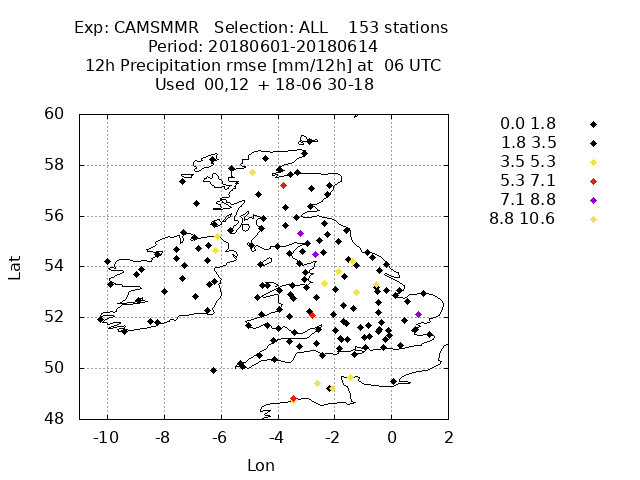 Exp: CAMSMMR   Selection: ALL    153 stations
Period: 20180601-20180614
12h Precipitation rmse [mm/12h] at  06 UTC
Used  00,12  + 18-06 30-18
60
58
56
54
52
50
48
Lat
-10 -8 -6 -4 -2 0 2
Lon
0.0 1.8
1.8 3.5
3.5 5.3
5.3 7.1
7.1 8.8
8.8 10.6